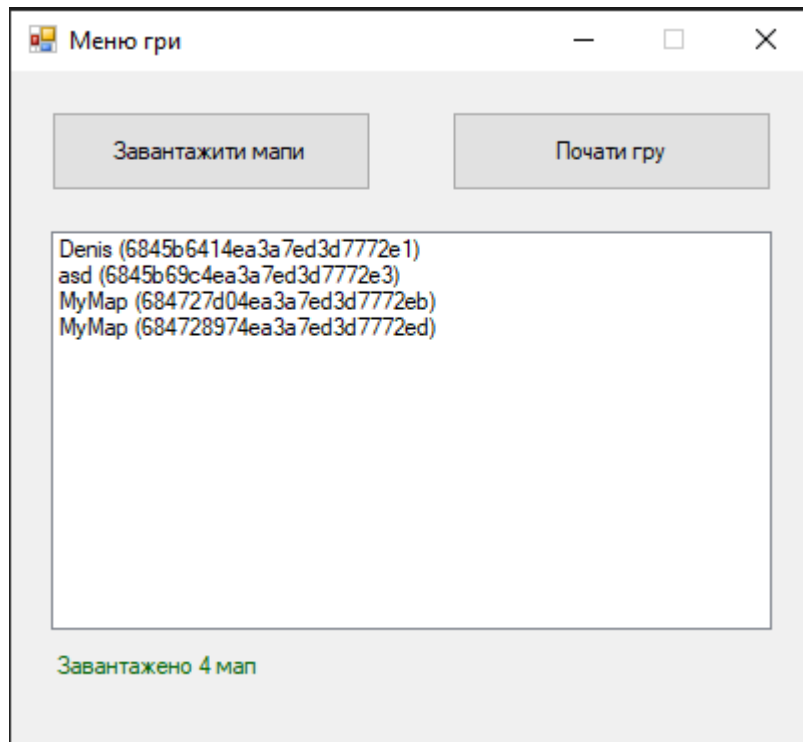 Меню гри
Завантажити мапи
Почати гру
Denis (6845b6414ea3a7ed3d7772e1)
asd (6845b69c4ea3a7ed3d7772e3)
MyMap (684727d04ea3a7ed3d7772eb)
MyMap (684728974ea3a7ed3d7772ed)
Завантажено 4 мап